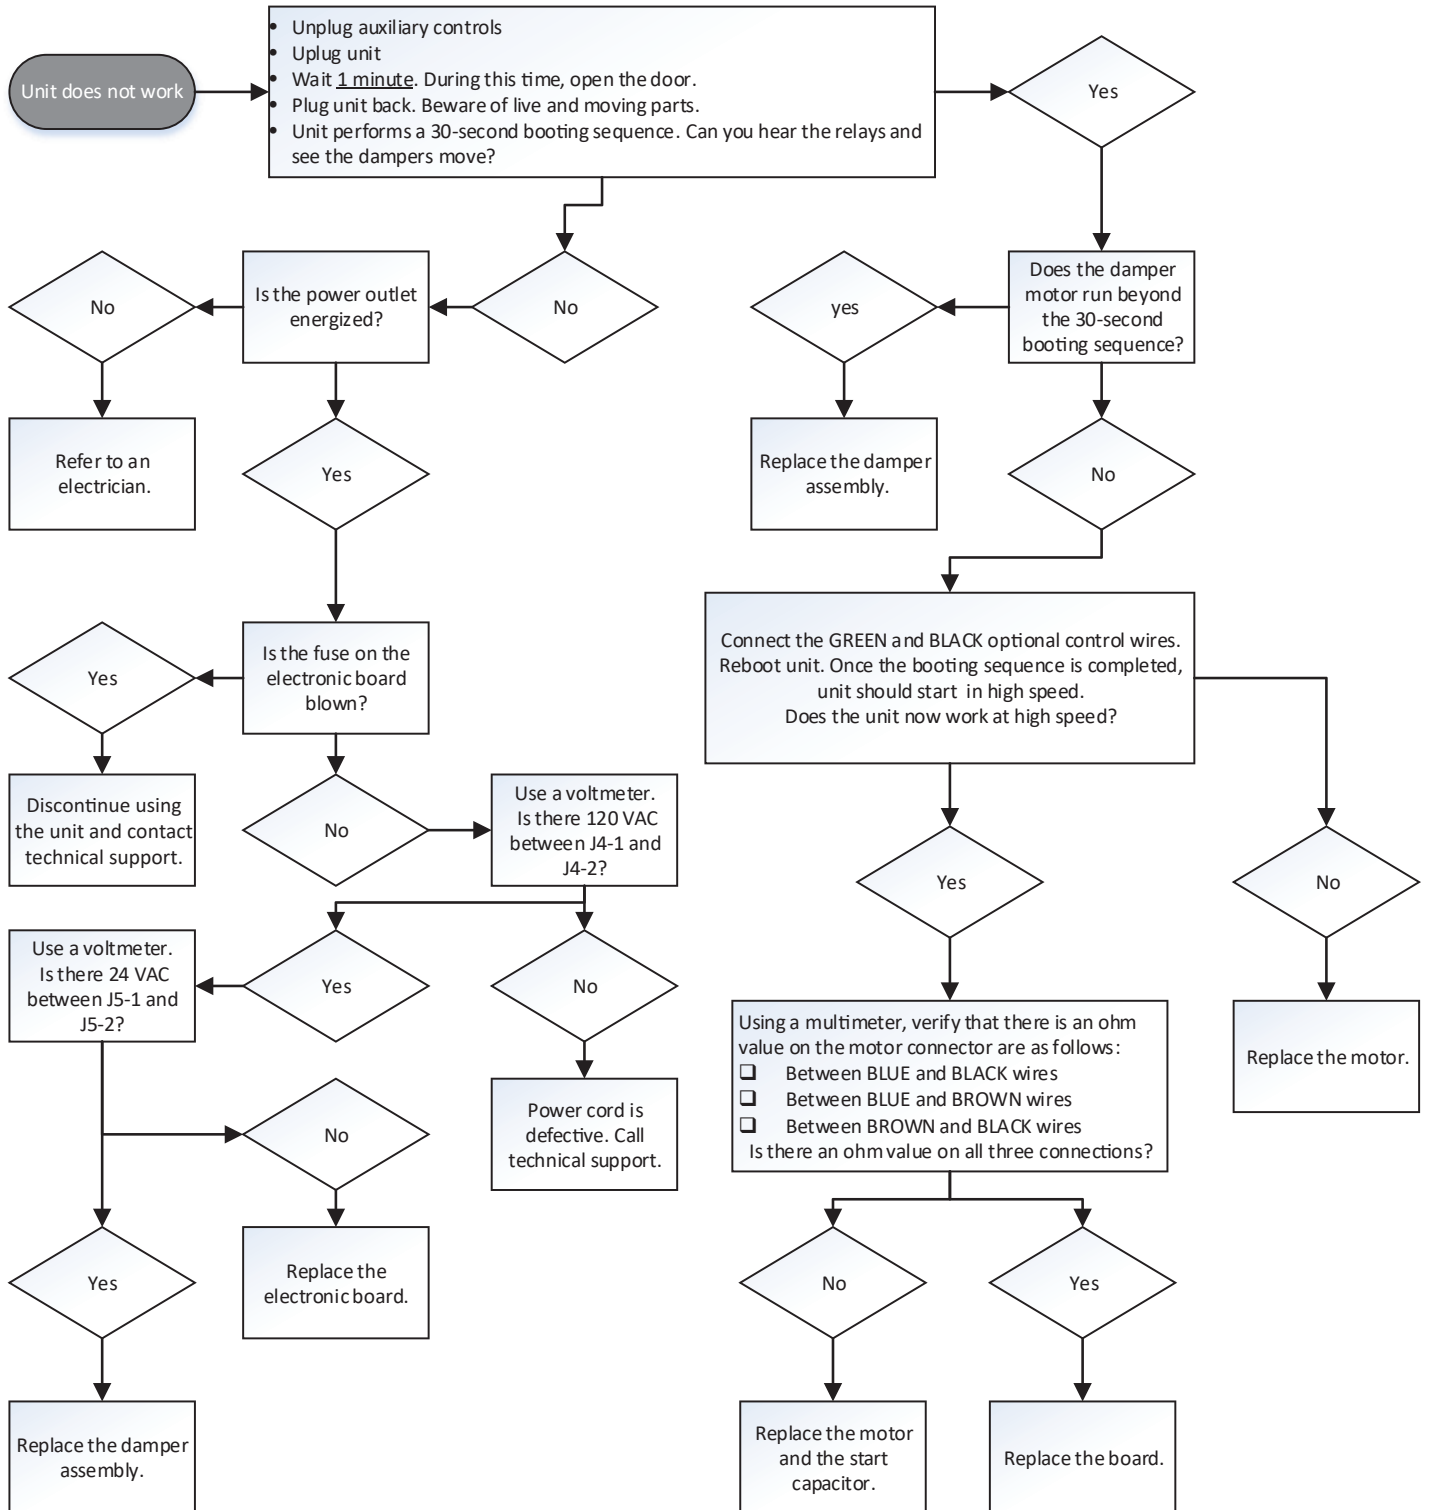 Unit does not work
• Unplug auxiliary controls
• Uplug unit
• Wait 1 minute. During this time, open the door.
• Plug unit back. Beware of live and moving parts.
• Unit performs a 30-second booting sequence. Can you hear the relays and
see the dampers move?
Yes
No
Is the power outlet
energized?
No
Refer to an
electrician.
Yes
Is the fuse on the
electronic board
blown?
Yes
Discontinue using
the unit and contact
technical support.
No
Use a voltmeter.
Is there 120 VAC
between J4-1 and
J4-2?
Yes
No
Power cord is
defective. Call
technical support.
Use a voltmeter.
Is there 24 VAC
between J5-1 and
J5-2?
No
Replace the
electronic board.
Yes
Replace the damper
assembly.
Does the damper
motor run beyond
the 30-second
booting sequence?
yes
Replace the damper
assembly.
No
Connect the GREEN and BLACK optional control wires.
Reboot unit. Once the booting sequence is completed,
unit should start in high speed.
Does the unit now work at high speed?
Yes
No
Replace the motor.
Using a multimeter, verify that there is an ohm
value on the motor connector are as follows:
❑ Between BLUE and BLACK wires
❑ Between BLUE and BROWN wires
❑ Between BROWN and BLACK wires
Is there an ohm value on all three connections?
No
Replace the motor
and the start
capacitor.
Yes
Replace the board.